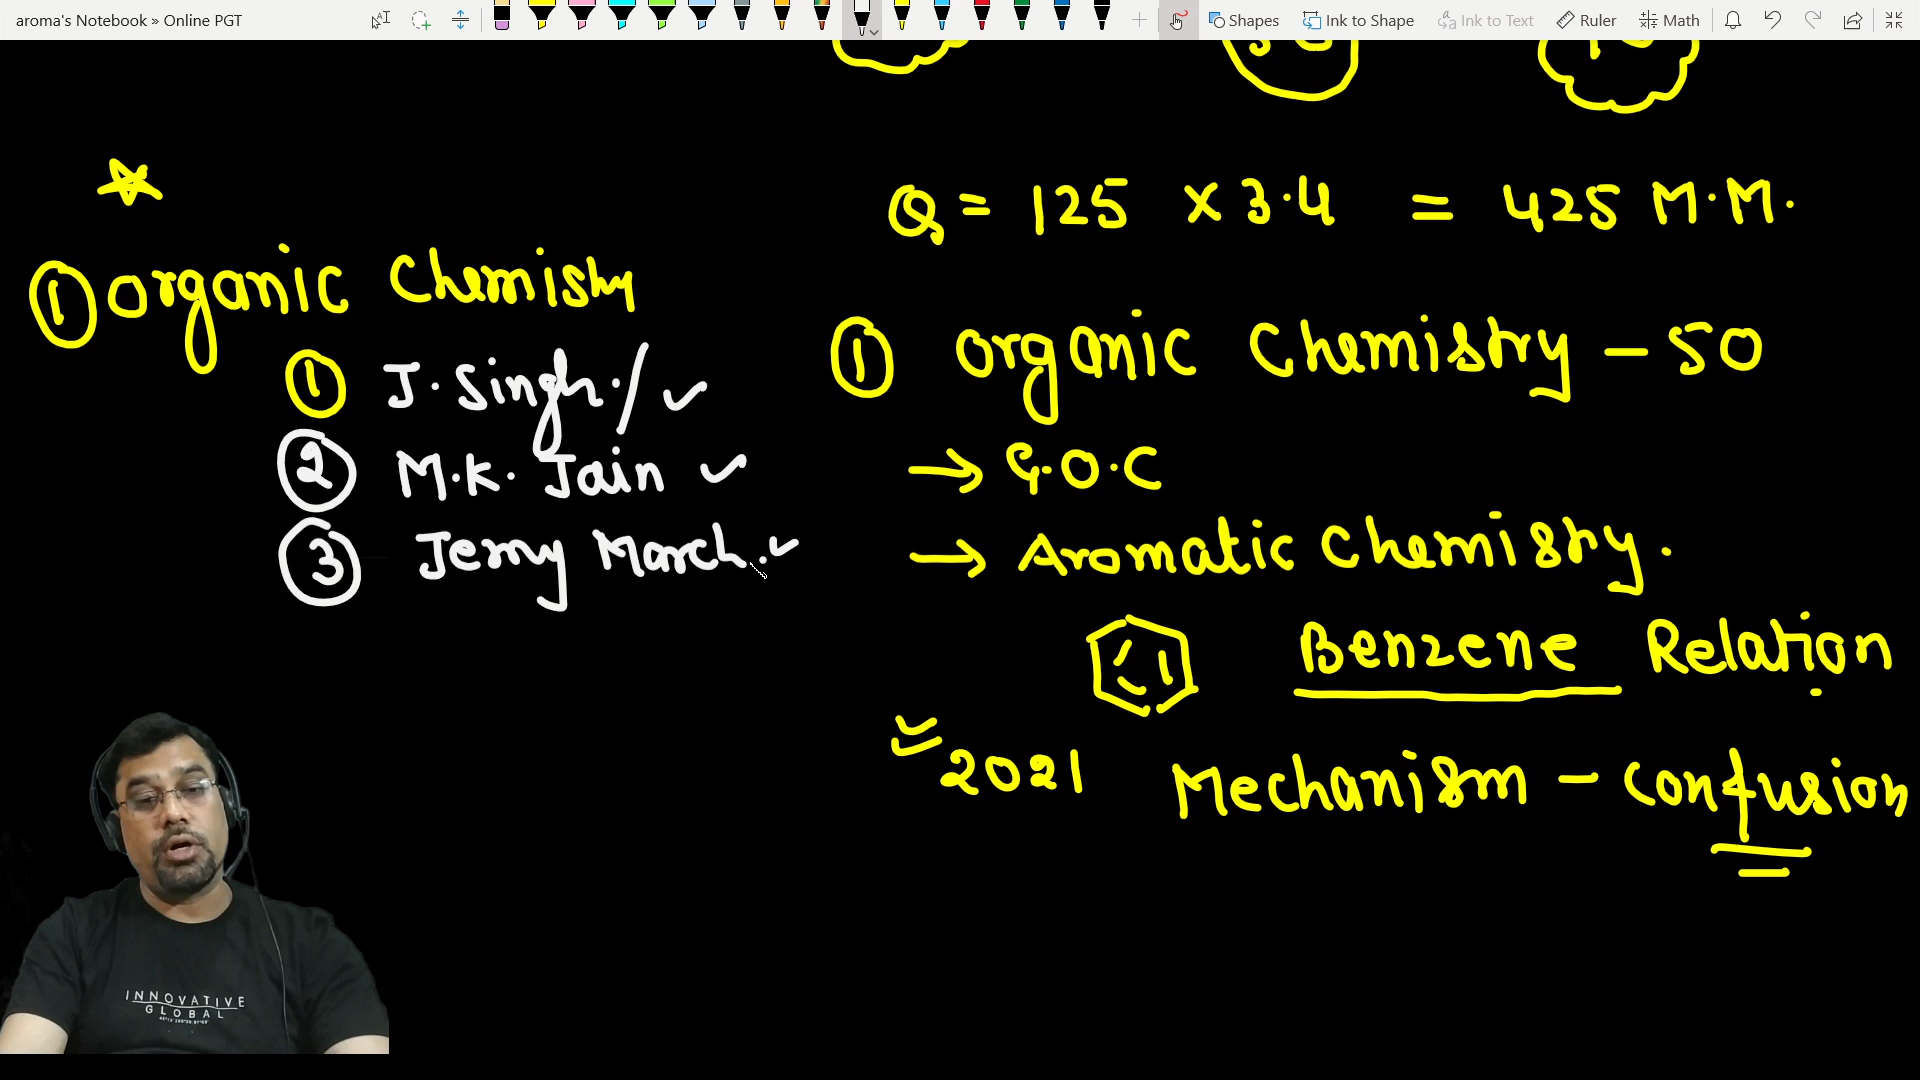 aroma's Notebook » Online PGT
Shapes Ink to Shape Ink to Text Ruler Math
Q = 125 × 3.4 = 425 M.M.
① Organic Chemistry
① J. Singh. / ✓
② M.K. Jain ✓
③ Jerry March. ✓
① Organic Chemistry – 50
→ G.O.C
→ Aromatic Chemistry.
Benzene Relation
2021 Mechanism – Confusion
INNOVATIVE
GLOBAL